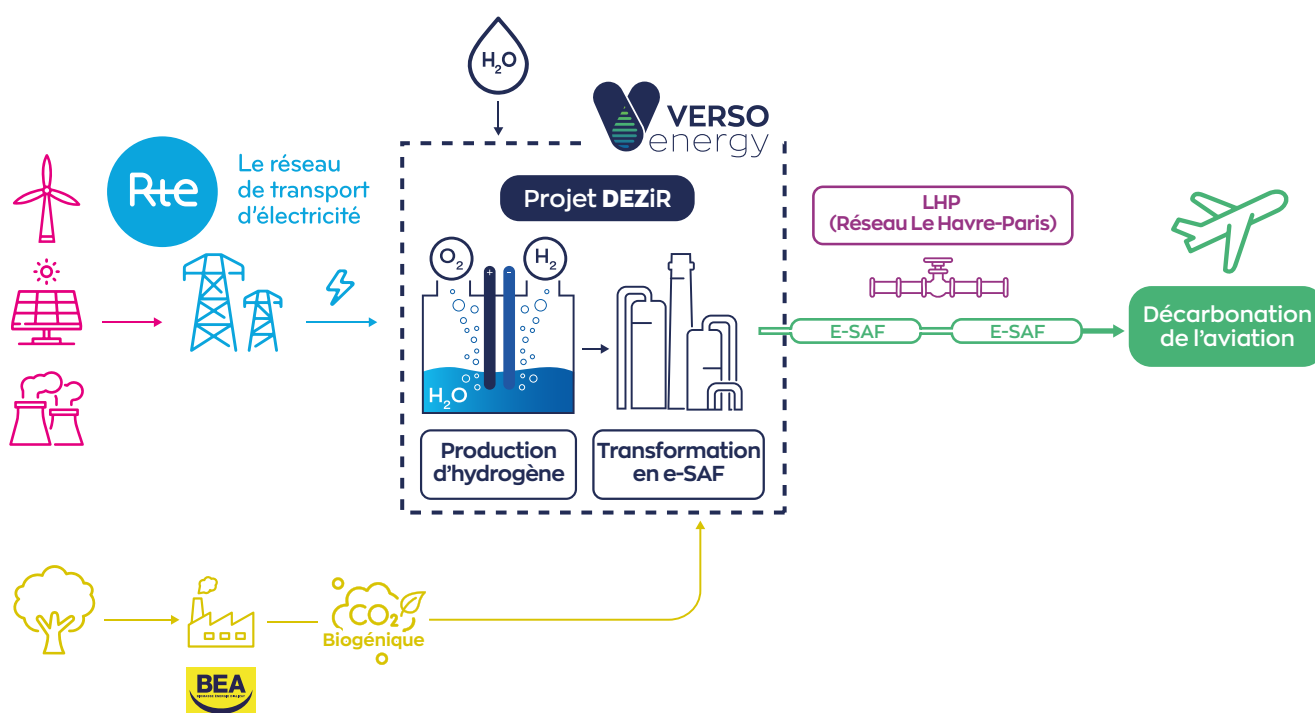 H₂O
VERSO
energy
Rte
Le réseau
de transport
d'électricité
Projet DEZiR
LHP
(Réseau Le Havre-Paris)
O₂
H₂
+
−
H₂O
E-SAF
E-SAF
Décarbonation
de l'aviation
Production
d'hydrogène
Transformation
en e-SAF
CO₂
Biogénique
BEA